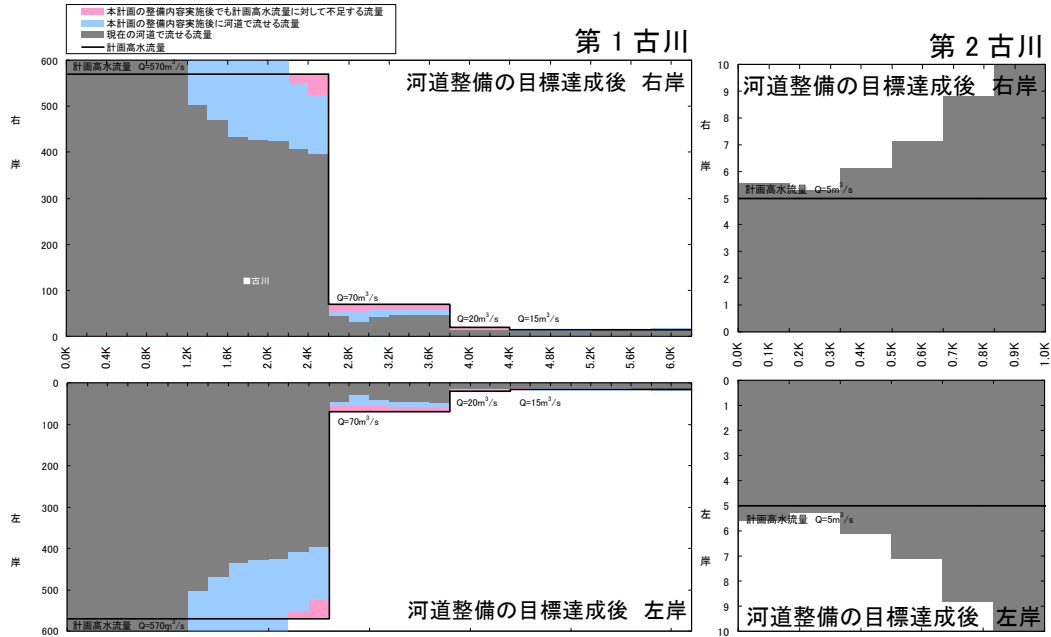 本計画の整備内容実施後でも計画高水流量に対して不足する流量
本計画の整備内容実施後に河道で流せる流量
現在の河道で流せる流量
計画高水流量
第1古川
第2古川
河道整備の目標達成後 右岸
計画高水流量 Q=570m³/s
右岸
600
500
400
300
200
100
0
■古川
Q=70m³/s
Q=20m³/s
Q=15m³/s
0.0K
0.4K
0.8K
1.2K
1.6K
2.0K
2.4K
2.8K
3.2K
3.6K
4.0K
4.4K
4.8K
5.2K
5.6K
6.0K
河道整備の目標達成後 右岸
右岸
10
9
8
7
6
5
4
3
2
1
0
計画高水流量 Q=5m³/s
0.0K
0.1K
0.2K
0.3K
0.4K
0.5K
0.6K
0.7K
0.8K
0.9K
1.0K
左岸
0
100
200
300
400
500
600
Q=70m³/s
Q=20m³/s
Q=15m³/s
計画高水流量 Q=570m³/s
河道整備の目標達成後 左岸
左岸
0
1
2
3
4
5
6
7
8
9
10
計画高水流量 Q=5m³/s
河道整備の目標達成後 左岸